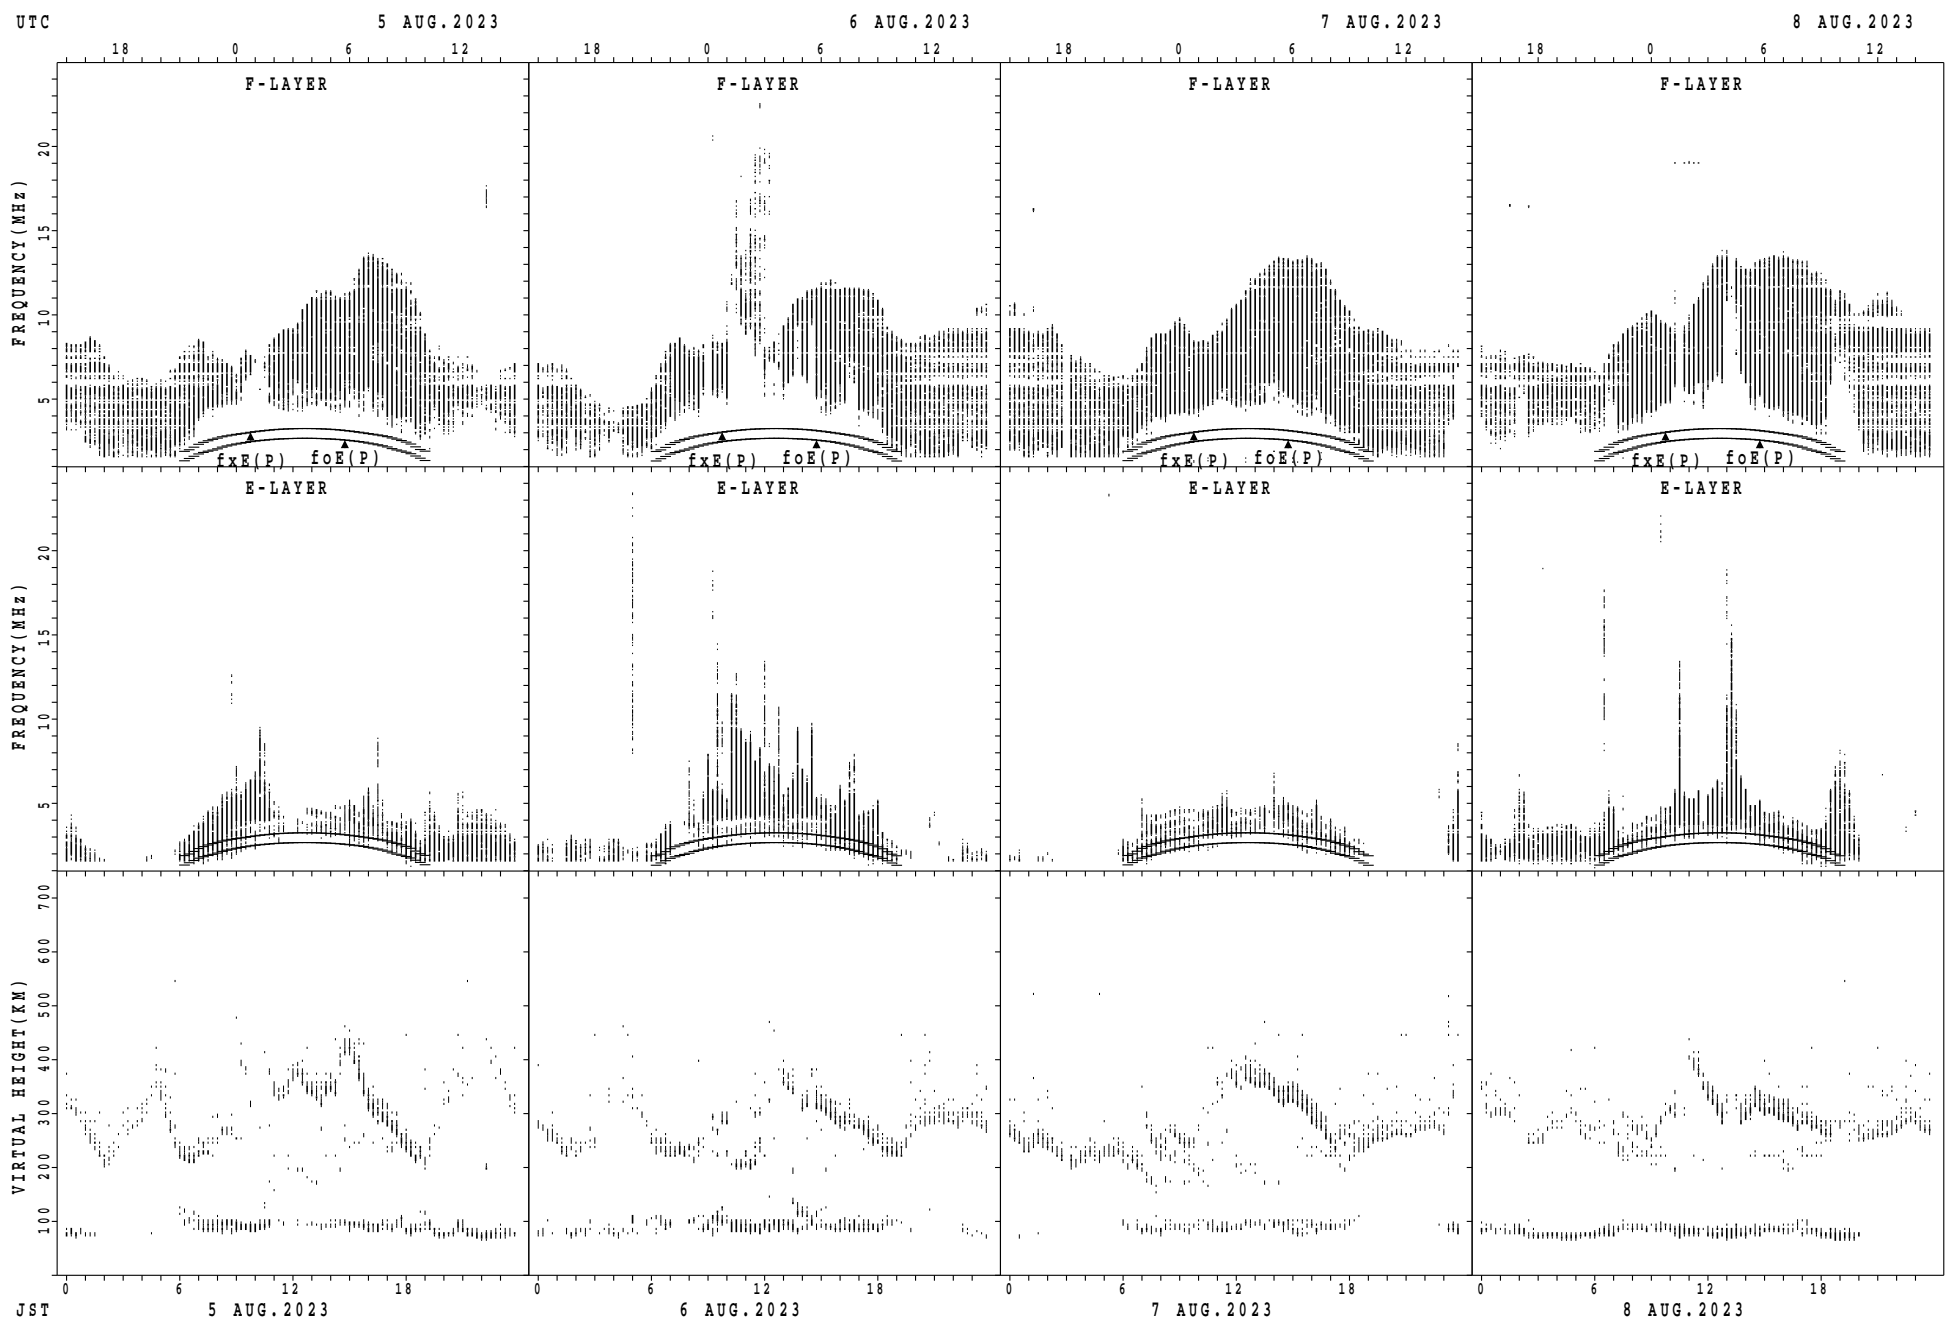 UTC 5 AUG.2023 6 AUG.2023 7 AUG.2023 8 AUG.2023
18 0 6 12 18 0 6 12 18 0 6 12 18 0 6 12
F-LAYER F-LAYER F-LAYER F-LAYER
FREQUENCY(MHz)
20
15
10
5
fxE(P) foE(P) fxE(P) foE(P) fxE(P) foE(P) fxE(P) foE(P)
E-LAYER E-LAYER E-LAYER E-LAYER
FREQUENCY(MHz)
20
15
10
5
VIRTUAL HEIGHT(KM)
700
600
500
400
300
200
100
0 6 12 18 0 6 12 18 0 6 12 18 0 6 12 18
JST 5 AUG.2023 6 AUG.2023 7 AUG.2023 8 AUG.2023